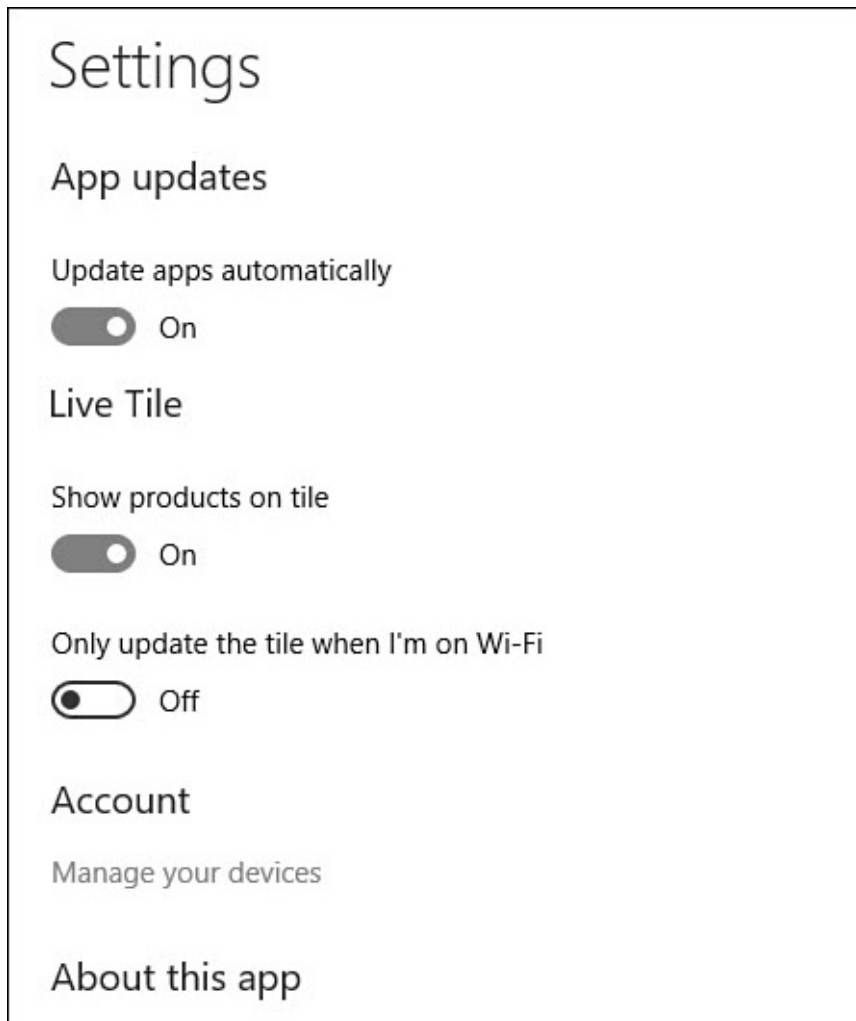 Settings
App updates
Update apps automatically
On
Live Tile
Show products on tile
On
Only update the tile when I'm on Wi-Fi
Off
Account
Manage your devices
About this app